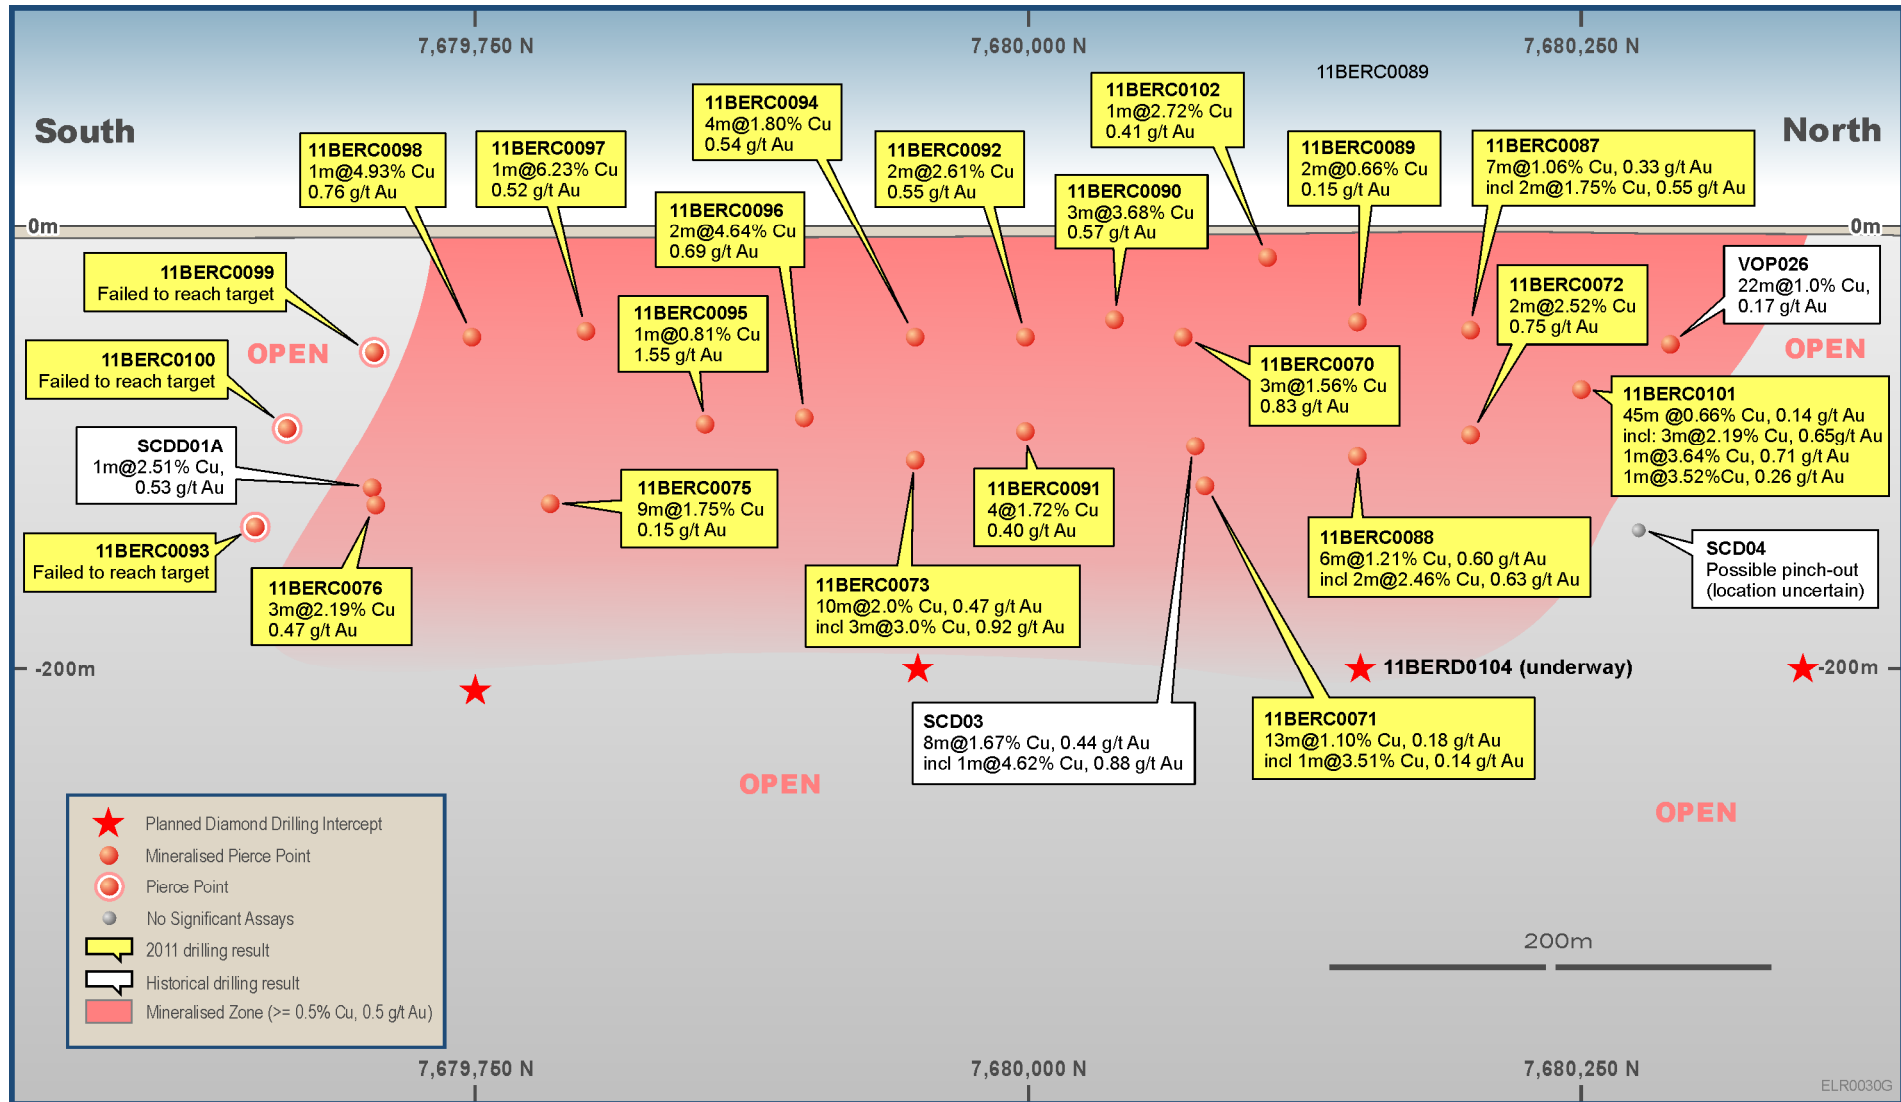 7,679,750 N
7,680,000 N
7,680,250 N
11BERC0089
South
North
11BERC0098
1m@4.93% Cu
0.76 g/t Au
11BERC0097
1m@6.23% Cu
0.52 g/t Au
11BERC0094
4m@1.80% Cu
0.54 g/t Au
11BERC0096
2m@4.64% Cu
0.69 g/t Au
11BERC0092
2m@2.61% Cu
0.55 g/t Au
11BERC0102
1m@2.72% Cu
0.41 g/t Au
11BERC0090
3m@3.68% Cu
0.57 g/t Au
11BERC0089
2m@0.66% Cu
0.15 g/t Au
11BERC0087
7m@1.06% Cu, 0.33 g/t Au
incl 2m@1.75% Cu, 0.55 g/t Au
0m
0m
11BERC0099
Failed to reach target
OPEN
11BERC0100
Failed to reach target
SCDD01A
1m@2.51% Cu,
0.53 g/t Au
11BERC0093
Failed to reach target
11BERC0076
3m@2.19% Cu
0.47 g/t Au
11BERC0095
1m@0.81% Cu
1.55 g/t Au
11BERC0075
9m@1.75% Cu
0.15 g/t Au
11BERC0073
10m@2.0% Cu, 0.47 g/t Au
incl 3m@3.0% Cu, 0.92 g/t Au
11BERC0091
4@1.72% Cu
0.40 g/t Au
11BERC0070
3m@1.56% Cu
0.83 g/t Au
11BERC0072
2m@2.52% Cu
0.75 g/t Au
VOP026
22m@1.0% Cu,
0.17 g/t Au
OPEN
11BERC0101
45m @0.66% Cu, 0.14 g/t Au
incl: 3m@2.19% Cu, 0.65g/t Au
1m@3.64% Cu, 0.71 g/t Au
1m@3.52%Cu, 0.26 g/t Au
11BERC0088
6m@1.21% Cu, 0.60 g/t Au
incl 2m@2.46% Cu, 0.63 g/t Au
SCD04
Possible pinch-out
(location uncertain)
-200m
11BERD0104 (underway)
-200m
SCD03
8m@1.67% Cu, 0.44 g/t Au
incl 1m@4.62% Cu, 0.88 g/t Au
11BERC0071
13m@1.10% Cu, 0.18 g/t Au
incl 1m@3.51% Cu, 0.14 g/t Au
OPEN
OPEN
Planned Diamond Drilling Intercept
Mineralised Pierce Point
Pierce Point
No Significant Assays
2011 drilling result
Historical drilling result
Mineralised Zone (>= 0.5% Cu, 0.5 g/t Au)
200m
7,679,750 N
7,680,000 N
7,680,250 N
ELR0030G